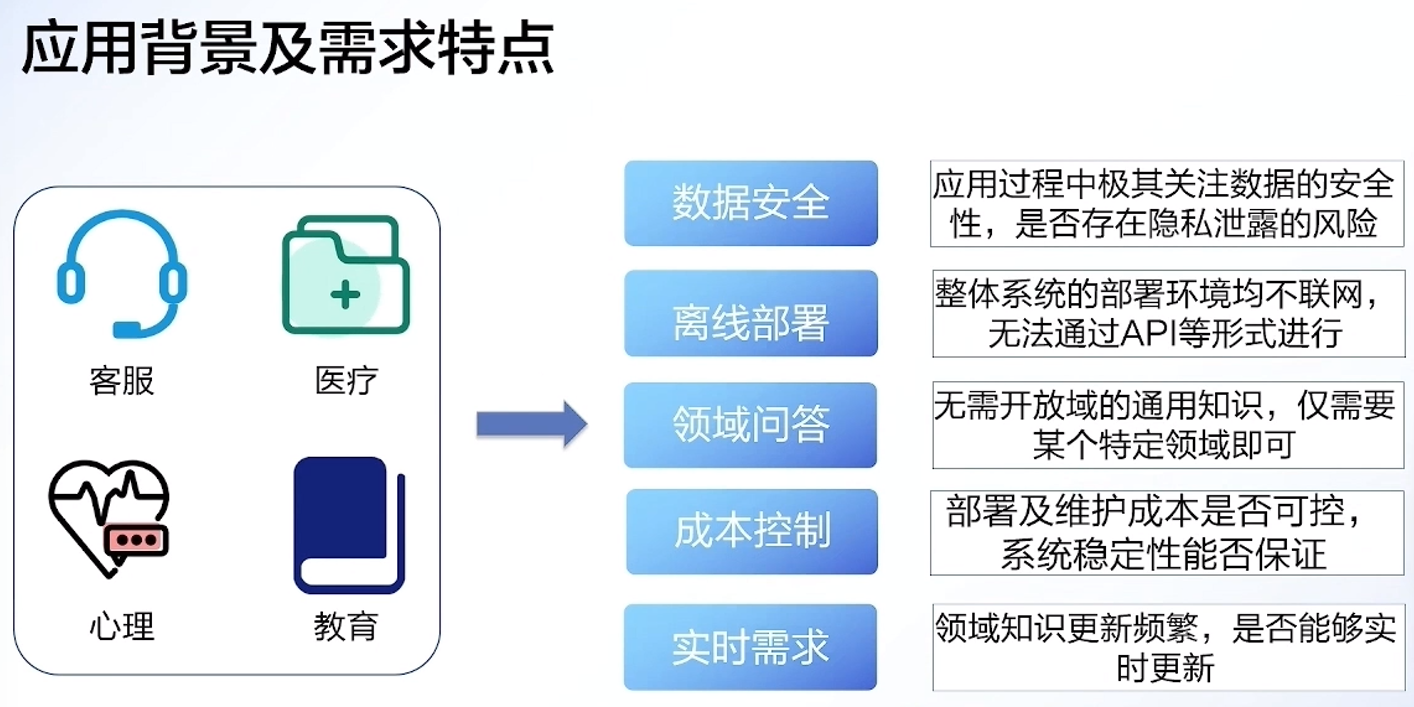 应用背景及需求特点
客服
医疗
心理
教育
数据安全
应用过程中极其关注数据的安全
性，是否存在隐私泄露的风险
离线部署
整体系统的部署环境均不联网，
无法通过API等形式进行
领域问答
无需开放域的通用知识，仅需要
某个特定领域即可
成本控制
部署及维护成本是否可控，
系统稳定性能否保证
实时需求
领域知识更新频繁，是否能够实
时更新